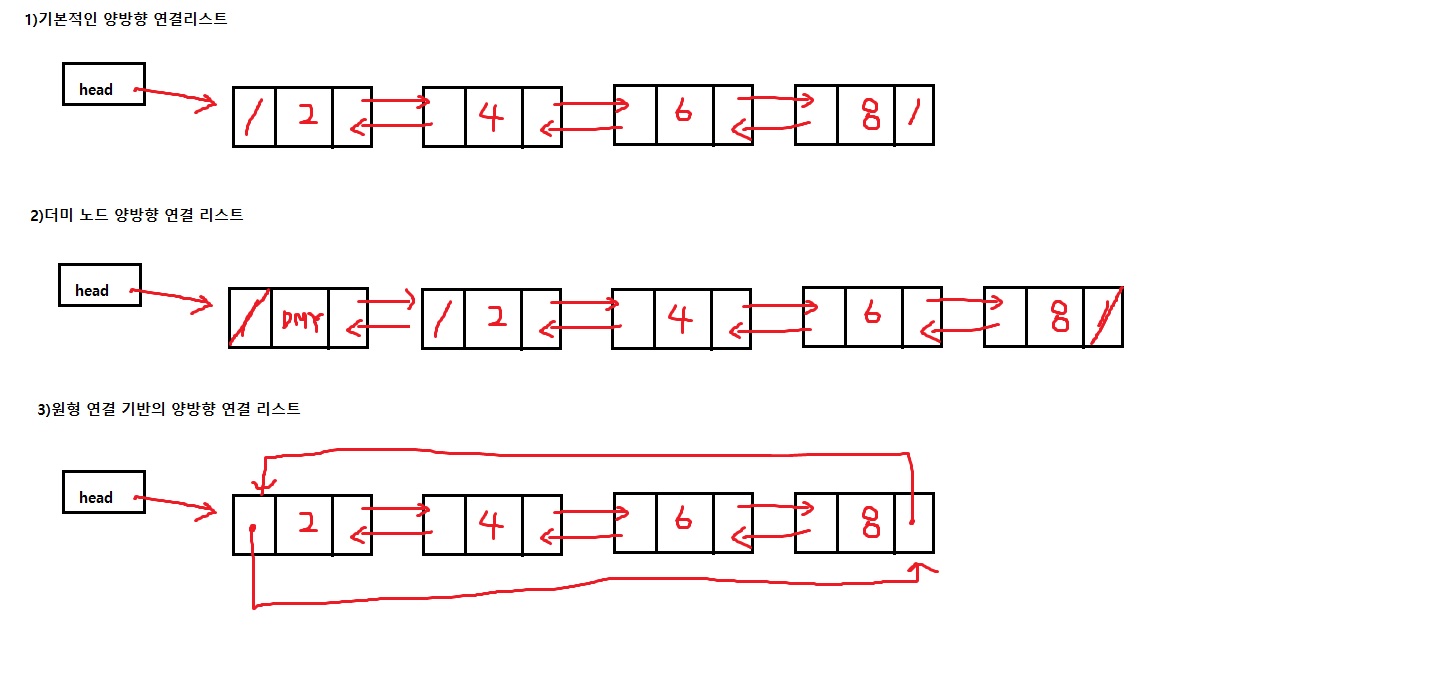 1)기본적인 양방향 연결리스트
head
/ 2 4 6 8 /
2)더미 노드 양방향 연결 리스트
head
/ DMY / 2 4 6 8 /
3)원형 연결 기반의 양방향 연결 리스트
head
2 4 6 8